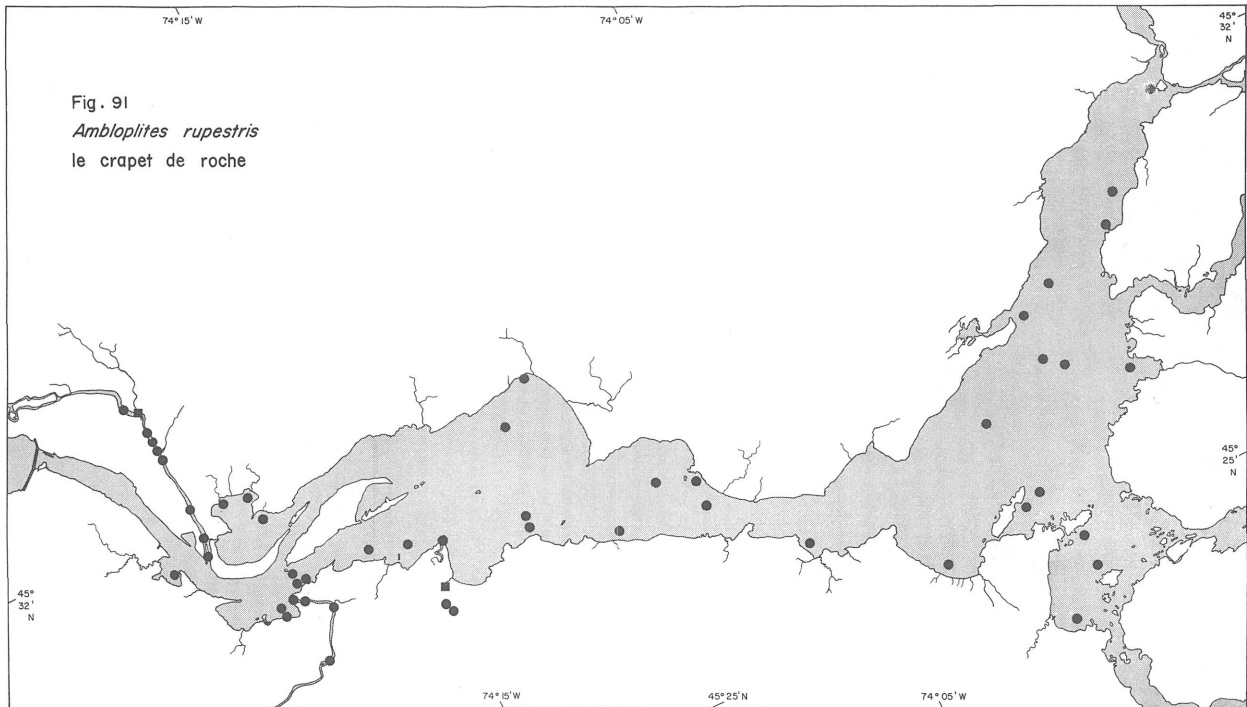 74° 15' W
74° 05' W
45°
32'
N
Fig. 91
Ambloplites rupestris
le crapet de roche
45°
25'
N
45°
32'
N
74° 15' W
45° 25' N
74° 05' W